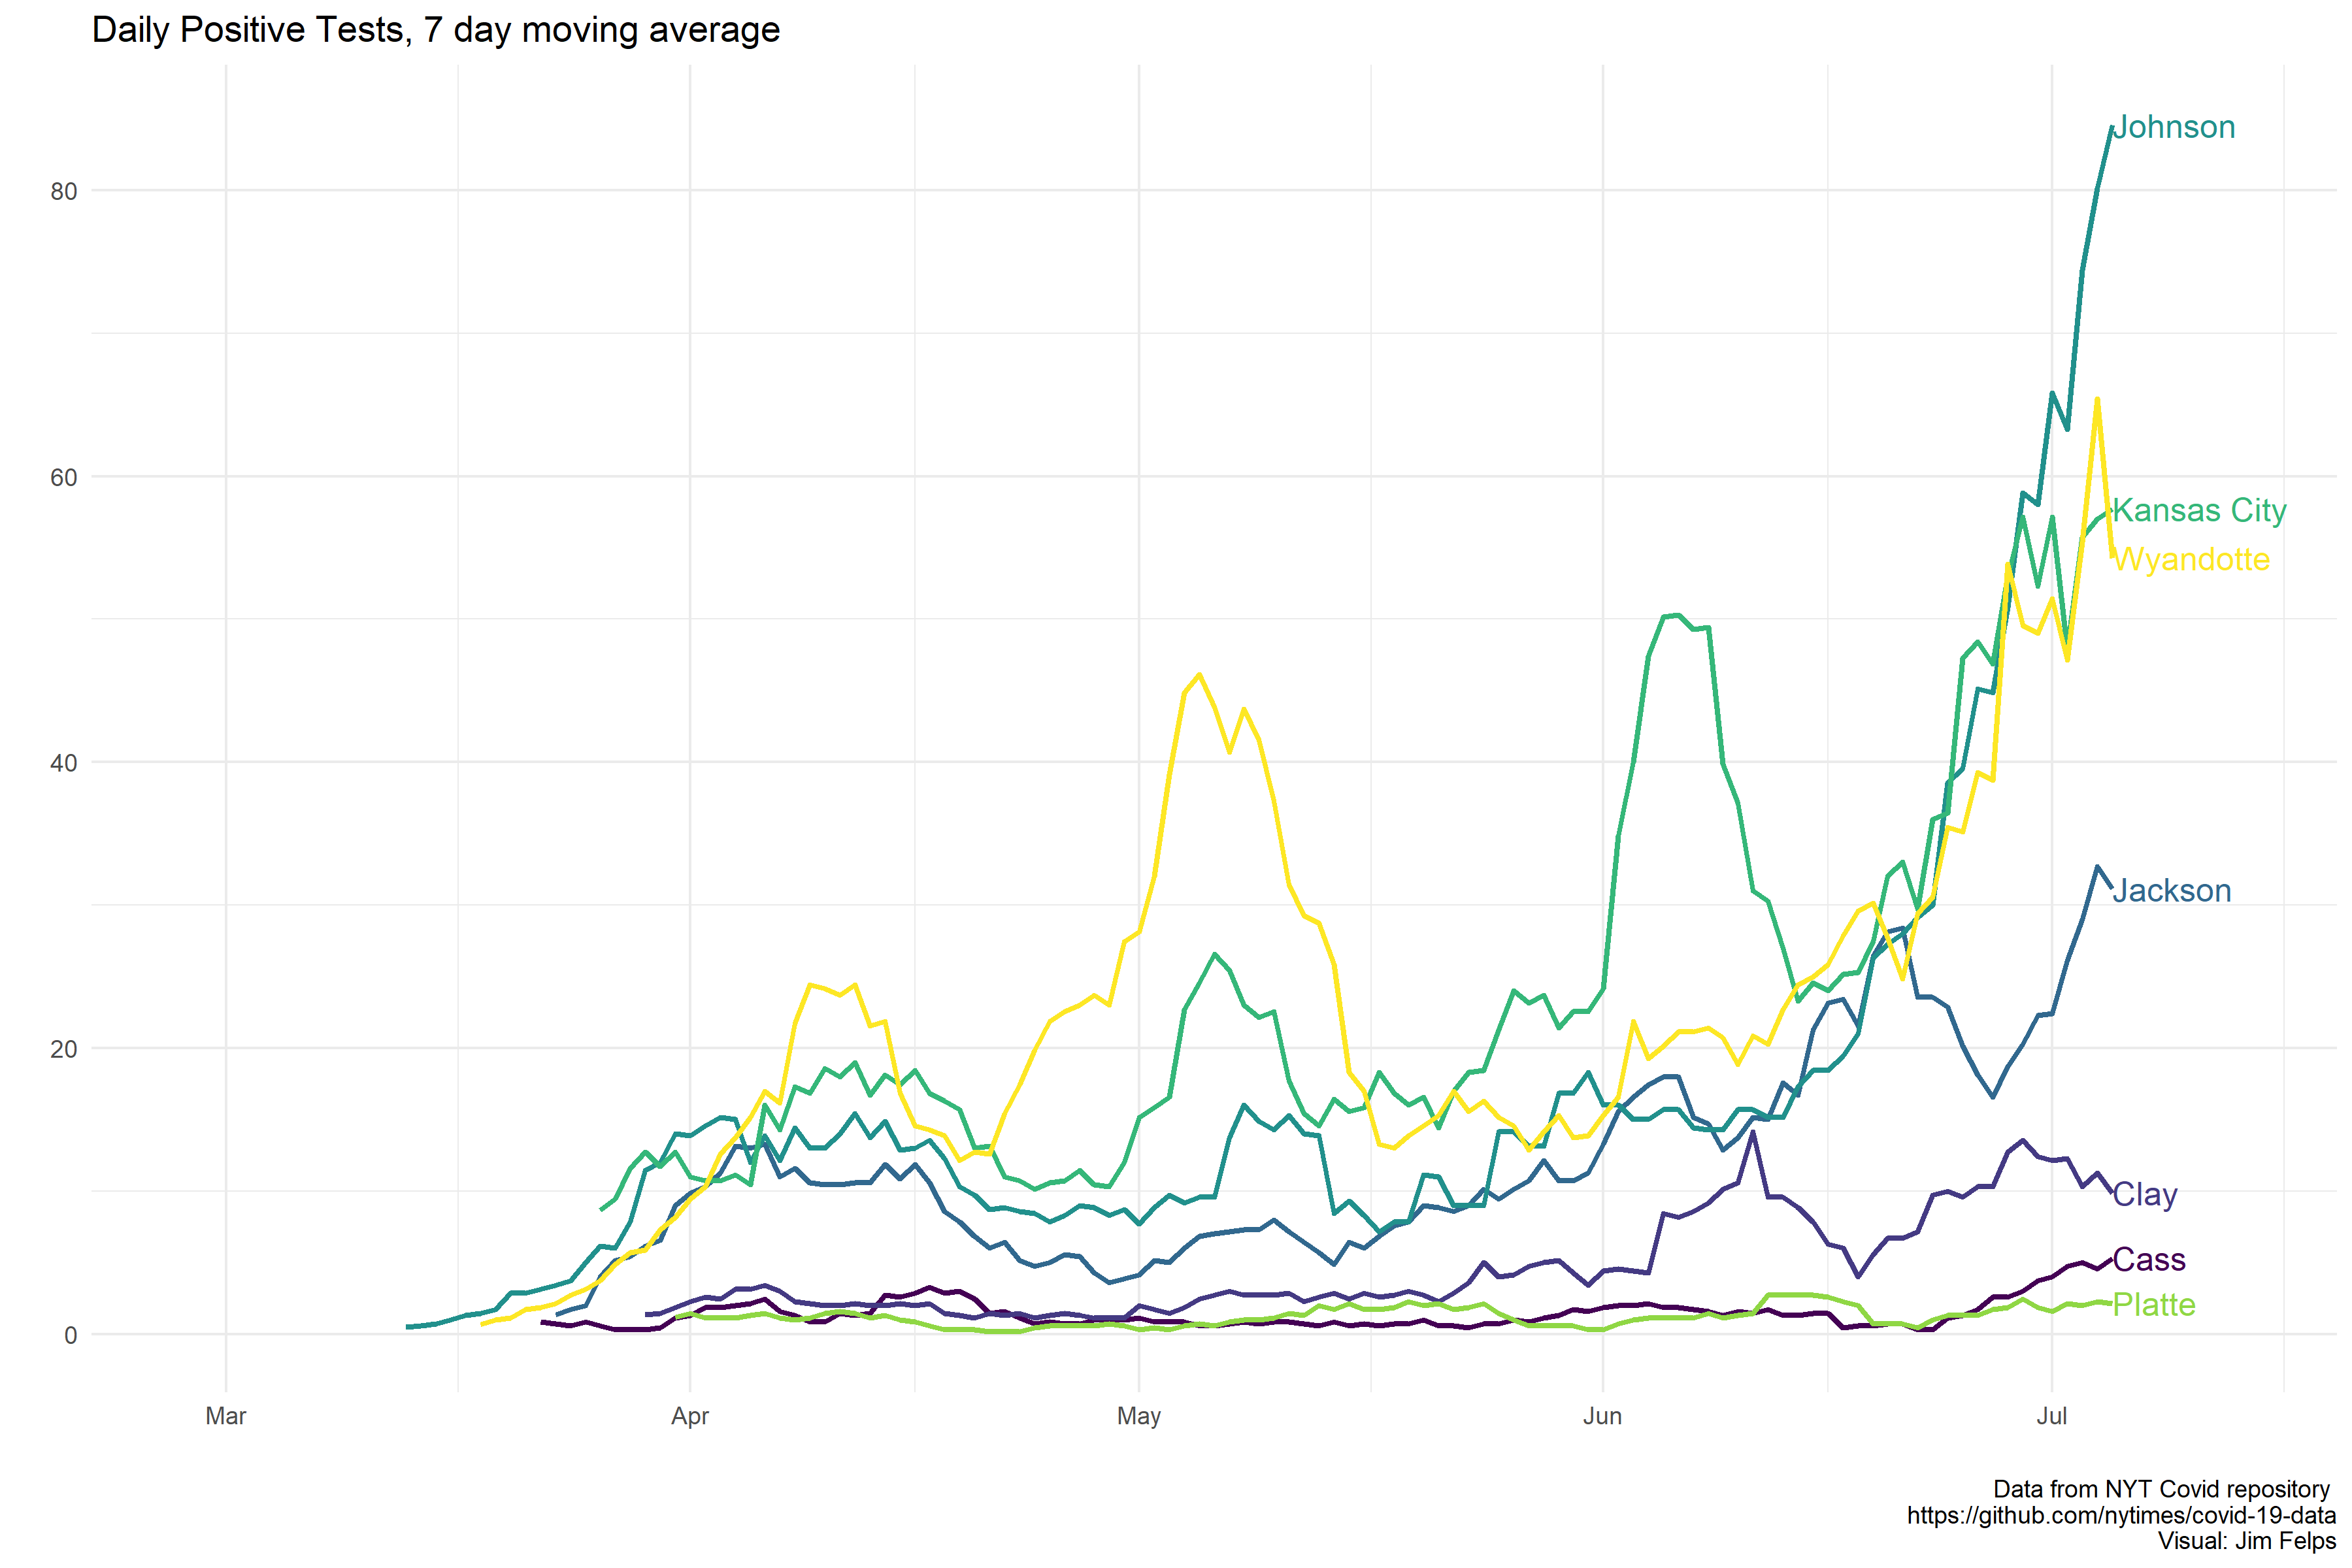 Daily Positive Tests, 7 day moving average
Johnson
80
60
Kansas City
Wyandotte
40
Jackson
20
Clay
Cass
Platte
0
Mar Apr May Jun Jul
Data from NYT Covid repository
https://github.com/nytimes/covid-19-data
Visual: Jim Felps